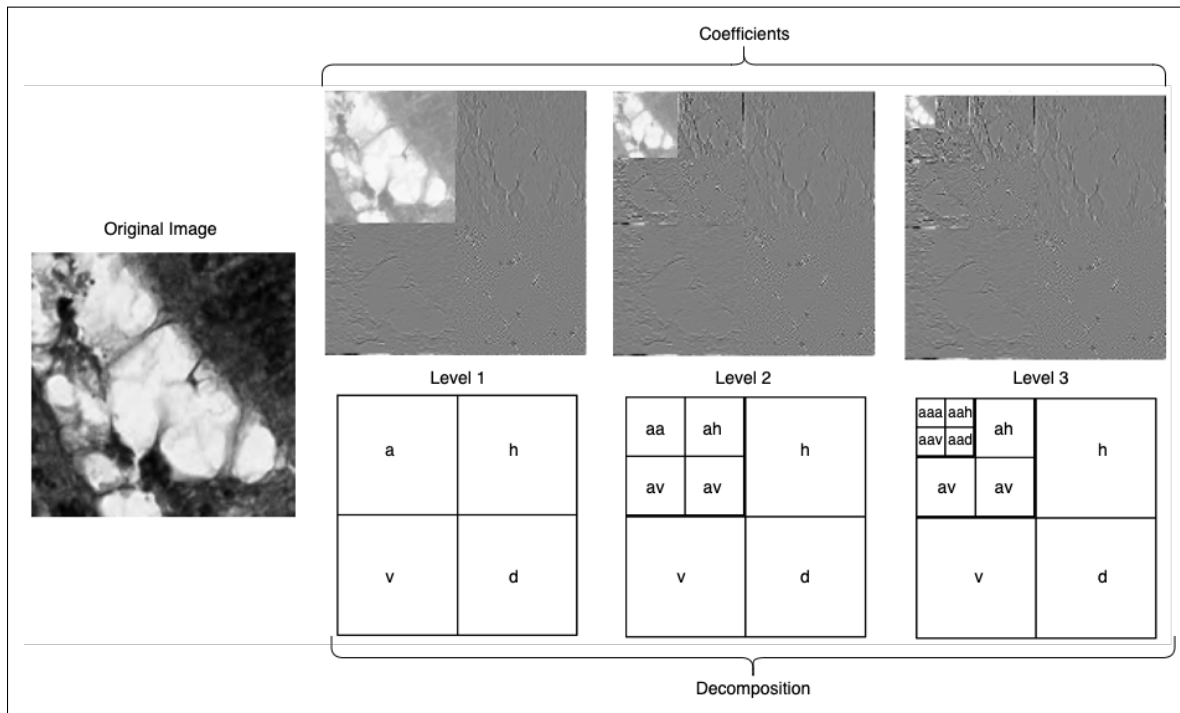 Coefficients
Original Image
Level 1
Level 2
Level 3
a h
v d
aa ah
av av
h
v d
aaa aah
aav aad
ah
av av
h
v d
Decomposition